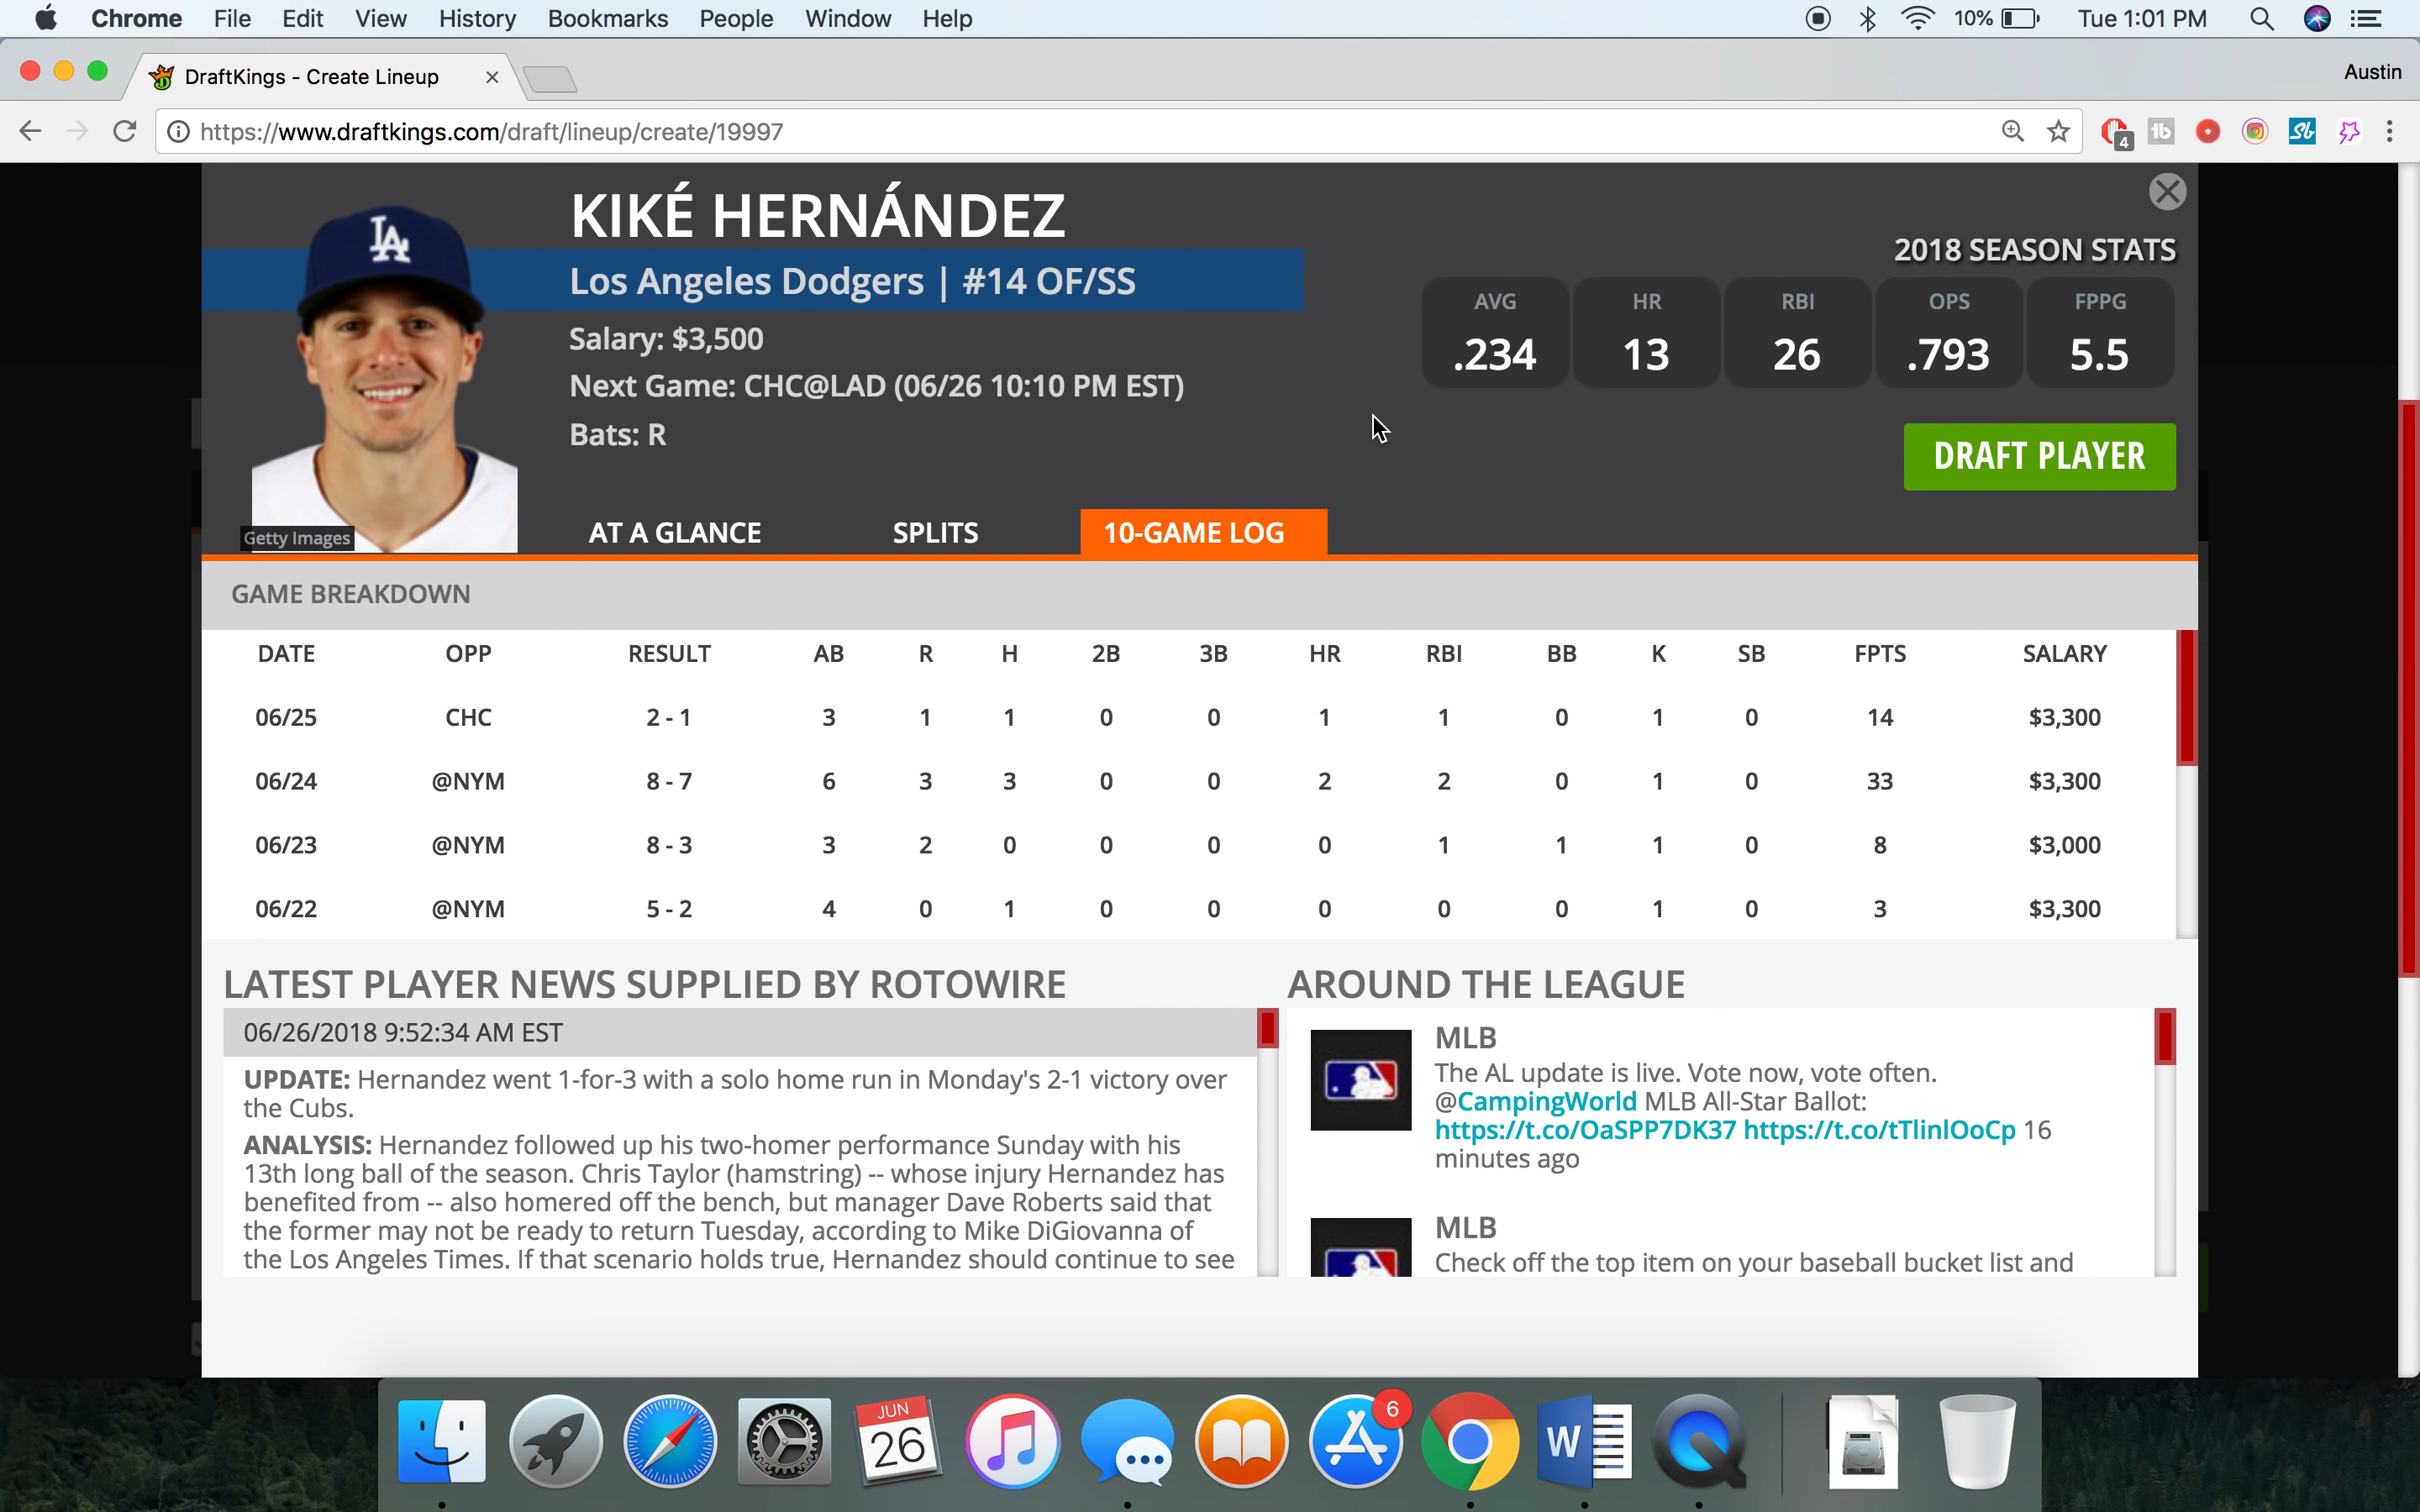 Chrome File Edit View History Bookmarks People Window Help 10% Tue 1:01 PM
DraftKings - Create Lineup Austin
https://www.draftkings.com/draft/lineup/create/19997 4 tb Sb
KIKÉ HERNÁNDEZ
Los Angeles Dodgers | #14 OF/SS
Salary: $3,500
Next Game: CHC@LAD (06/26 10:10 PM EST)
Bats: R
LA
Getty Images
2018 SEASON STATS
AVG HR RBI OPS FPPG
.234 13 26 .793 5.5
DRAFT PLAYER
AT A GLANCE SPLITS 10-GAME LOG
GAME BREAKDOWN
DATE OPP RESULT AB R H 2B 3B HR RBI BB K SB FPTS SALARY
06/25 CHC 2 - 1 3 1 1 0 0 1 1 0 1 0 14 $3,300
06/24 @NYM 8 - 7 6 3 3 0 0 2 2 0 1 0 33 $3,300
06/23 @NYM 8 - 3 3 2 0 0 0 0 1 1 1 0 8 $3,000
06/22 @NYM 5 - 2 4 0 1 0 0 0 0 0 1 0 3 $3,300
LATEST PLAYER NEWS SUPPLIED BY ROTOWIRE
06/26/2018 9:52:34 AM EST
UPDATE: Hernandez went 1-for-3 with a solo home run in Monday's 2-1 victory over
the Cubs.
ANALYSIS: Hernandez followed up his two-homer performance Sunday with his
13th long ball of the season. Chris Taylor (hamstring) -- whose injury Hernandez has
benefited from -- also homered off the bench, but manager Dave Roberts said that
the former may not be ready to return Tuesday, according to Mike DiGiovanna of
the Los Angeles Times. If that scenario holds true, Hernandez should continue to see
AROUND THE LEAGUE
MLB
The AL update is live. Vote now, vote often.
@CampingWorld MLB All-Star Ballot:
https://t.co/OaSPP7DK37 https://t.co/tTlinlOoCp 16
minutes ago
MLB
Check off the top item on your baseball bucket list and
JUN
26
6
W